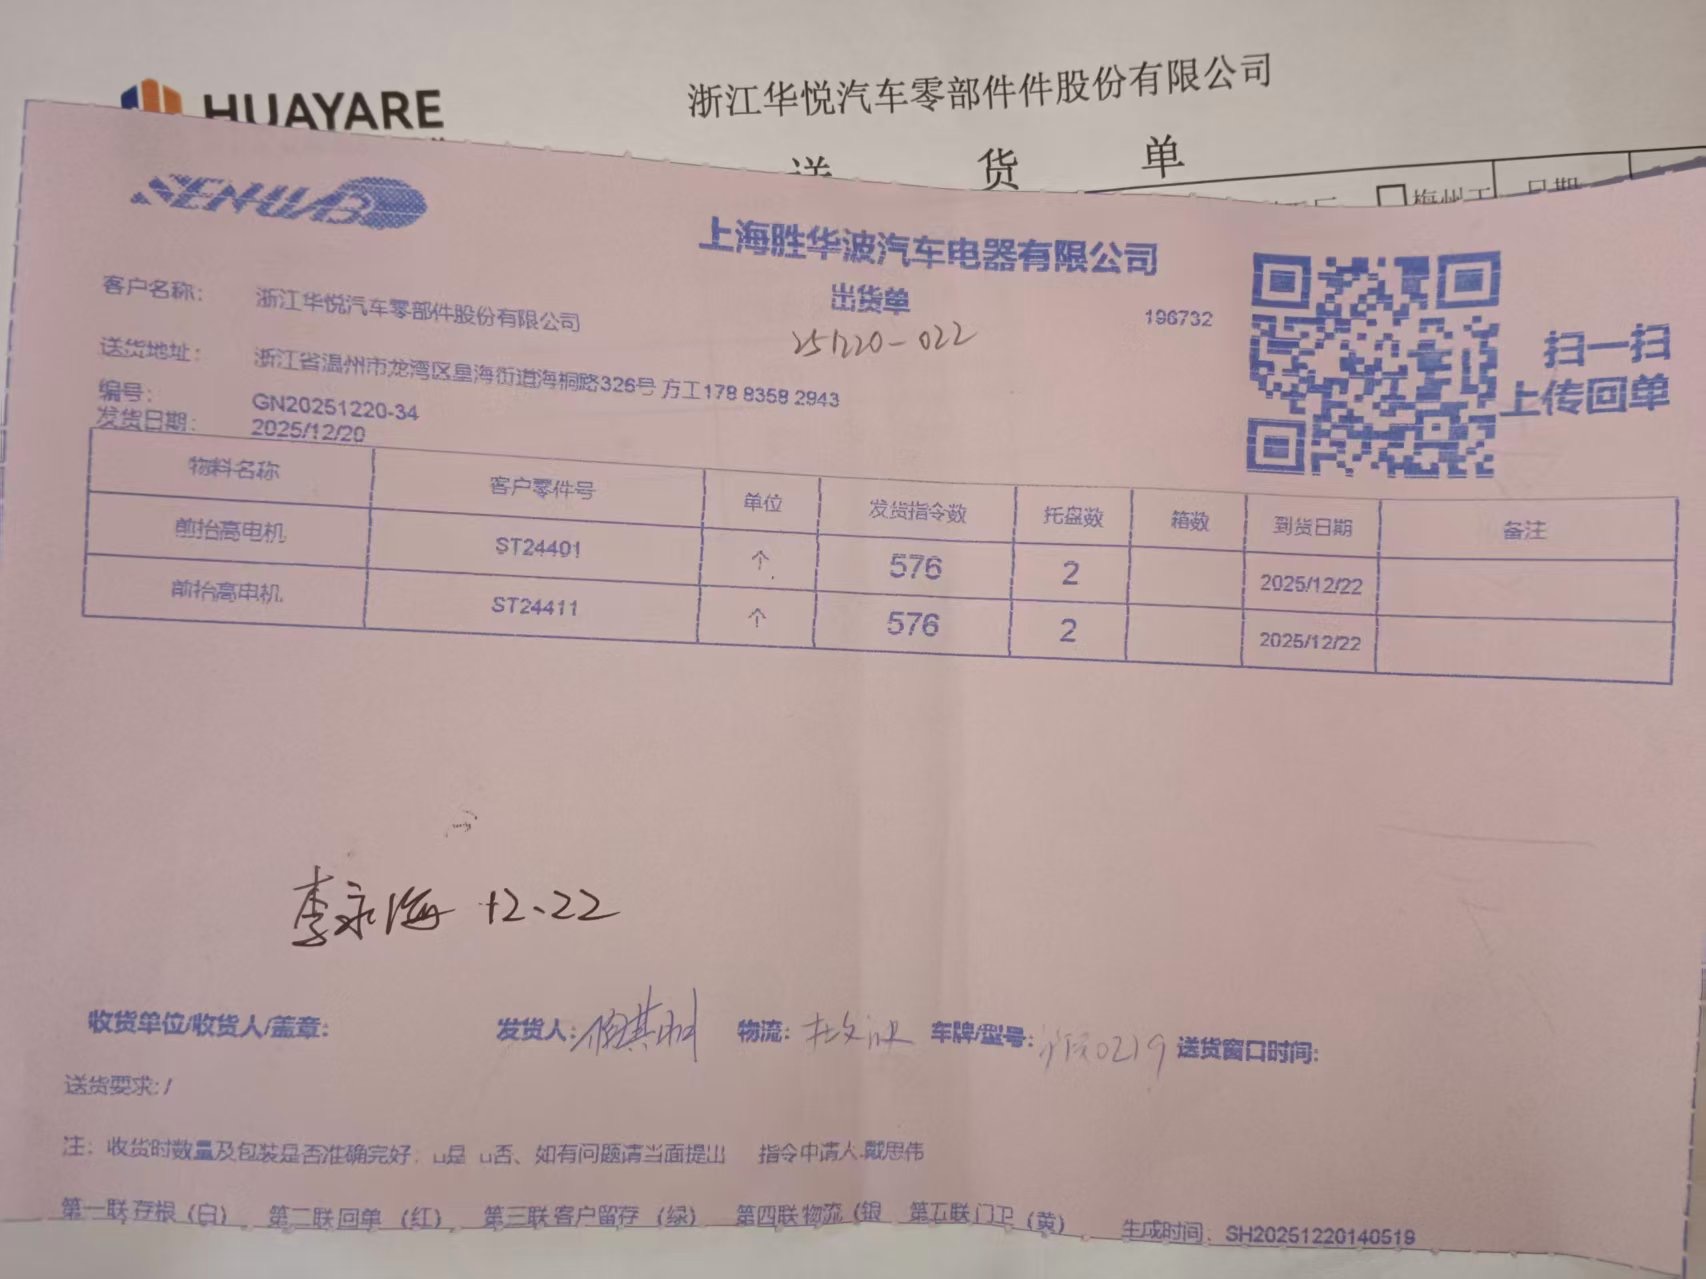 HUAYARE
浙江华悦汽车零部件件股份有限公司
送 货 单
日期
SENHWB
上海胜华波汽车电器有限公司
出货单
196732
251220-022
扫一扫
上传回单
客户名称: 浙江华悦汽车零部件股份有限公司
送货地址: 浙江省温州市龙湾区星海街道海桐路326号 方工178 8358 2943
编号: GN20251220-34
发货日期: 2025/12/20
物料名称 客户零件号 单位 发货指令数 托盘数 箱数 到货日期 备注
前抬高电机 ST24401 个 576 2 2025/12/22
前抬高电机 ST24411 个 576 2 2025/12/22
李永海 12.22
收货单位/收货人/盖章: 发货人: 物流: 车牌/型号: 0219 送货窗口时间:
送货要求: /
注: 收货时数量及包装是否准确完好: u是 u否、如有问题请当面提出 指令申请人:戴思伟
第一联 存根 (白) 第二联 回单 (红) 第三联 客户留存 (绿) 第四联 物流 (银 第五联 门卫 (黄) 生成时间: SH20251220140519